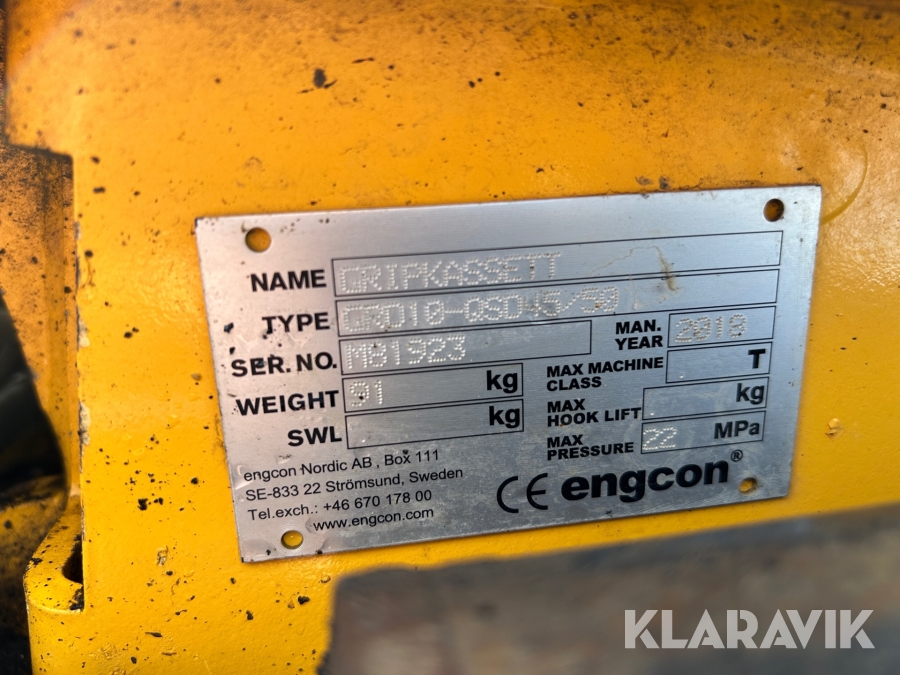 NAME GRIPKASSETT
TYPE GRD10-QSD45/50
SER. NO. M81923
MAN. YEAR 2018
WEIGHT 91 kg
MAX MACHINE CLASS T
SWL kg
MAX HOOK LIFT kg
MAX PRESSURE 22 MPa
engcon Nordic AB , Box 111
SE-833 22 Strömsund, Sweden
Tel.exch.: +46 670 178 00
www.engcon.com
CE engcon®
KLARAVIK